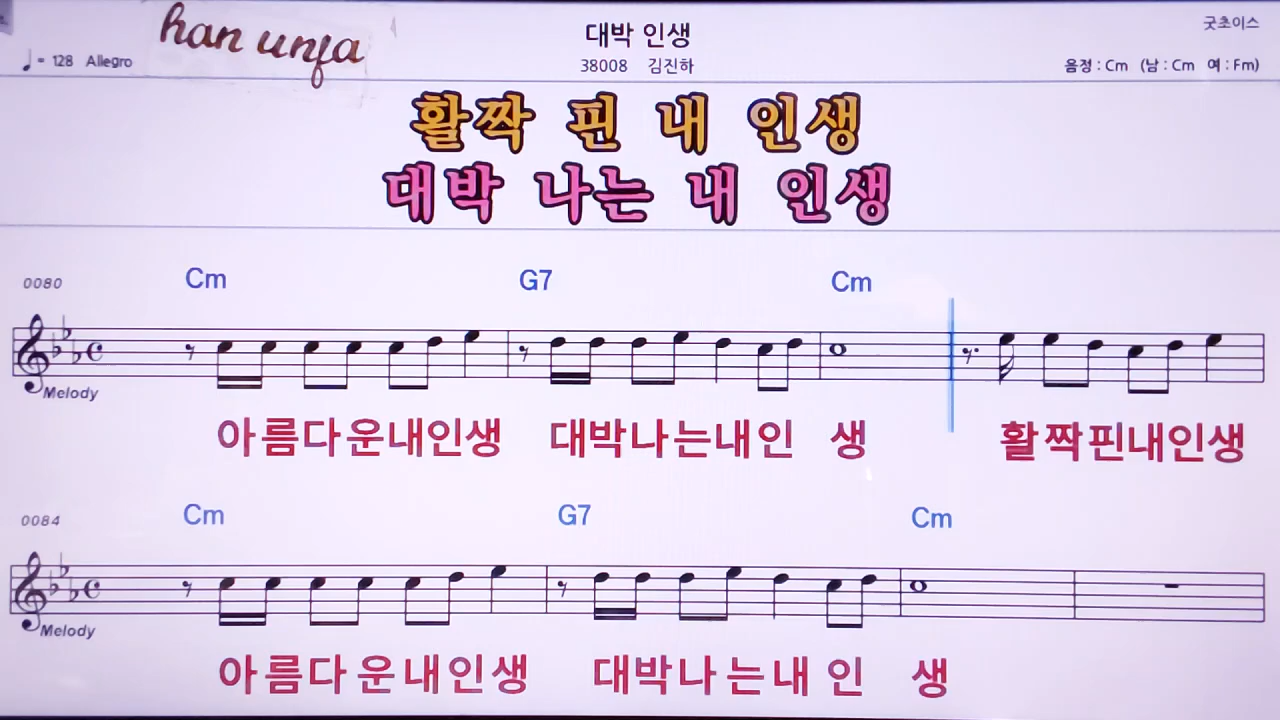 han unja
대박 인생
굿초이스
♩= 128 Allegro
38008 김진하
음정 : Cm (남 : Cm 여 : Fm)
활짝 핀 내 인생
대박 나는 내 인생
0080 Cm G7 Cm
Melody
아름다운내인생 대박나는내인 생 활짝핀내인생
0084 Cm G7 Cm
Melody
아름다운내인생 대박나는내인 생